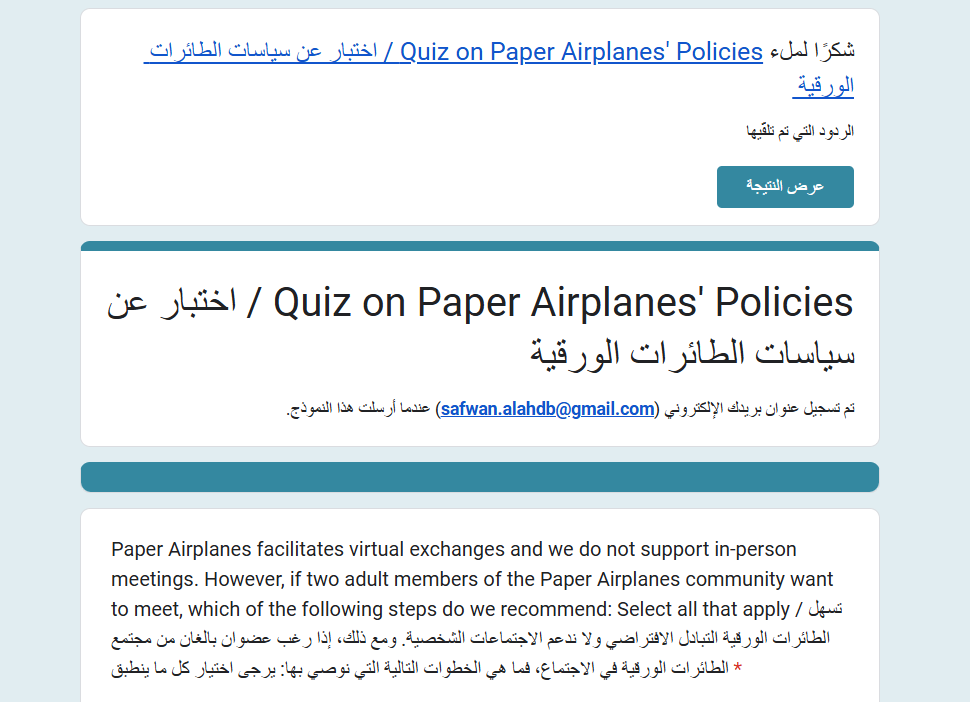 شكرًا لملء Quiz on Paper Airplanes' Policies / اختبار عن سياسات الطائرات
الورقية
الردود التي تم تلقّيها
عرض النتيجة
Quiz on Paper Airplanes' Policies / اختبار عن
سياسات الطائرات الورقية
تم تسجيل عنوان بريدك الإلكتروني (safwan.alahdb@gmail.com) عندما أرسلت هذا النموذج.
Paper Airplanes facilitates virtual exchanges and we do not support in-person
meetings. However, if two adult members of the Paper Airplanes community want
to meet, which of the following steps do we recommend: Select all that apply / تسهل
الطائرات الورقية التبادل الافتراضي ولا ندعم الاجتماعات الشخصية. ومع ذلك، إذا رغب عضوان بالغان من مجتمع
الطائرات الورقية في الاجتماع، فما هي الخطوات التالية التي نوصي بها: يرجى اختيار كل ما ينطبق *